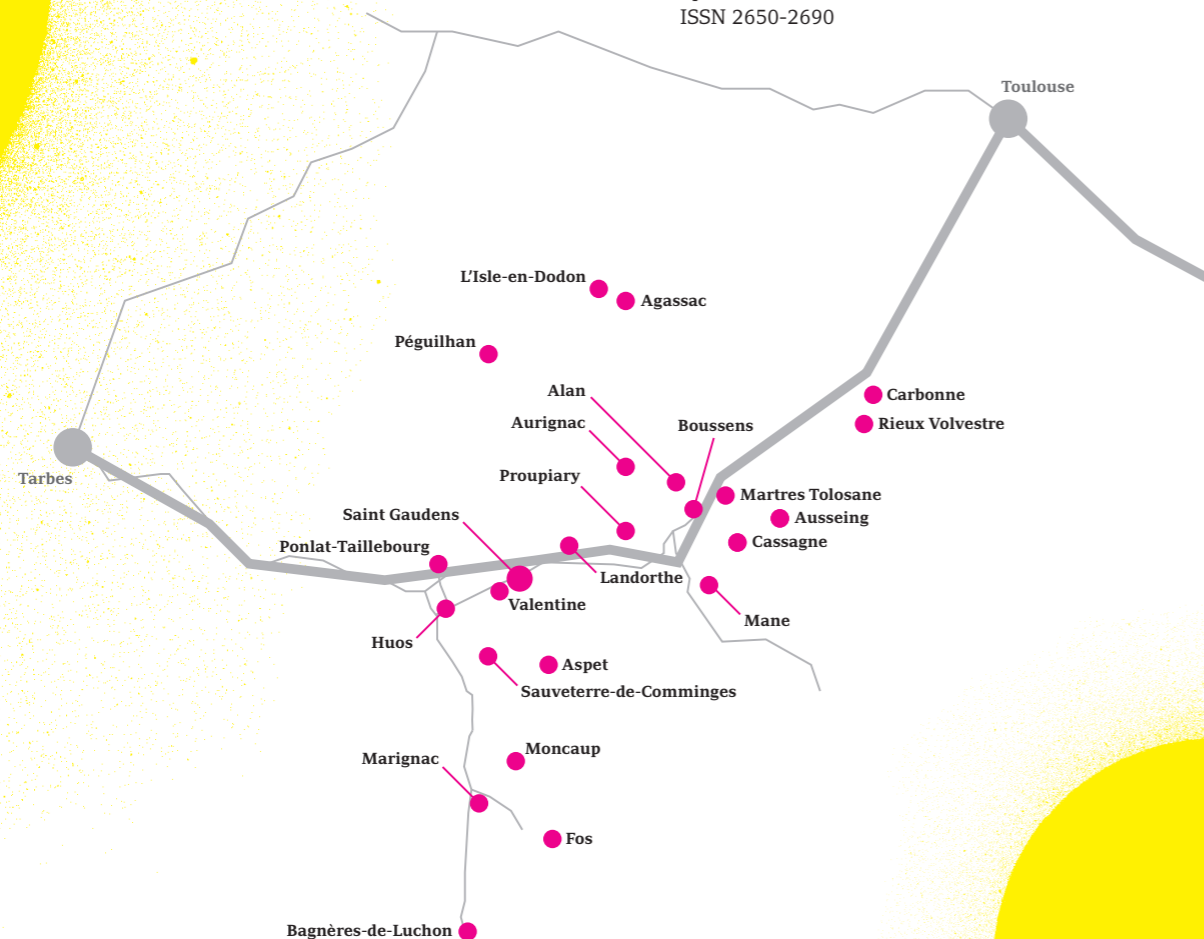 ISSN 2650-2690
Toulouse
L’Isle-en-Dodon
Agassac
Péguilhan
Alan
Carbonne
Aurignac
Boussens
Rieux Volvestre
Proupiary
Martres Tolosane
Saint Gaudens
Ausseing
Tarbes
Cassagne
Ponlat-Taillebourg
Landorthe
Valentine
Mane
Huos
Aspet
Sauveterre-de-Comminges
Moncaup
Marignac
Fos
Bagnères-de-Luchon